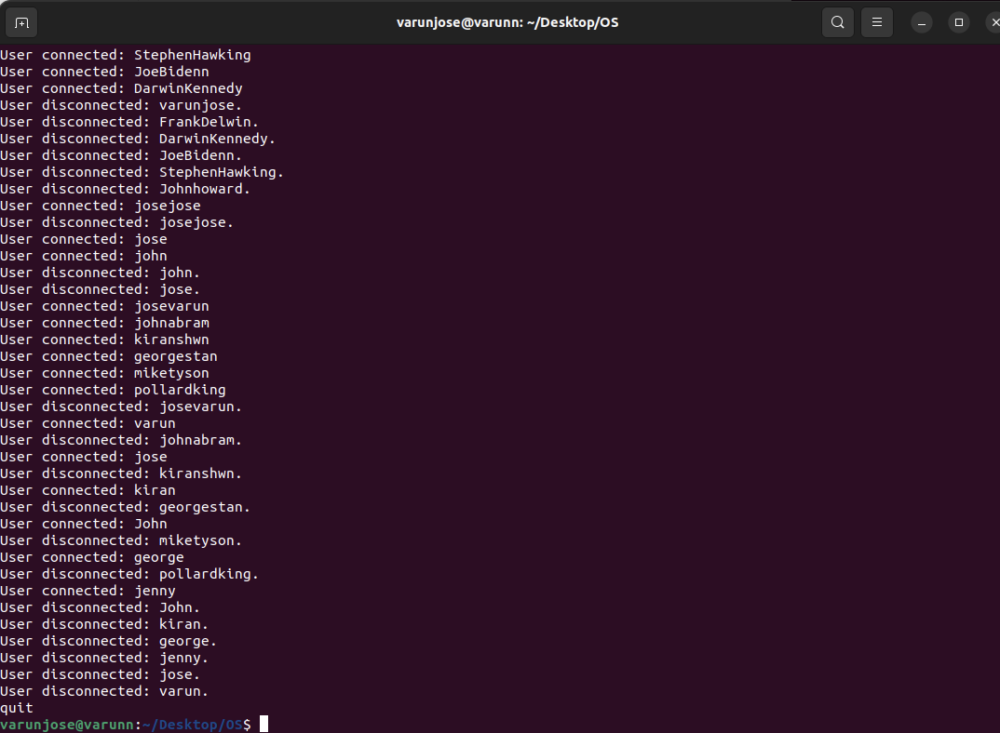 varunjose@varunn: ~/Desktop/OS
User connected: StephenHawking
User connected: JoeBidenn
User connected: DarwinKennedy
User disconnected: varunjose.
User disconnected: FrankDelwin.
User disconnected: DarwinKennedy.
User disconnected: JoeBidenn.
User disconnected: StephenHawking.
User disconnected: Johnhoward.
User connected: josejose
User disconnected: josejose.
User connected: jose
User connected: john
User disconnected: john.
User disconnected: jose.
User connected: josevarun
User connected: johnabram
User connected: kiranshwn
User connected: georgestan
User connected: miketyson
User connected: pollardking
User disconnected: josevarun.
User connected: varun
User disconnected: johnabram.
User connected: jose
User disconnected: kiranshwn.
User connected: kiran
User disconnected: georgestan.
User connected: John
User disconnected: miketyson.
User connected: george
User disconnected: pollardking.
User connected: jenny
User disconnected: John.
User disconnected: kiran.
User disconnected: george.
User disconnected: jenny.
User disconnected: jose.
User disconnected: varun.
quit
varunjose@varunn:~/Desktop/OS$